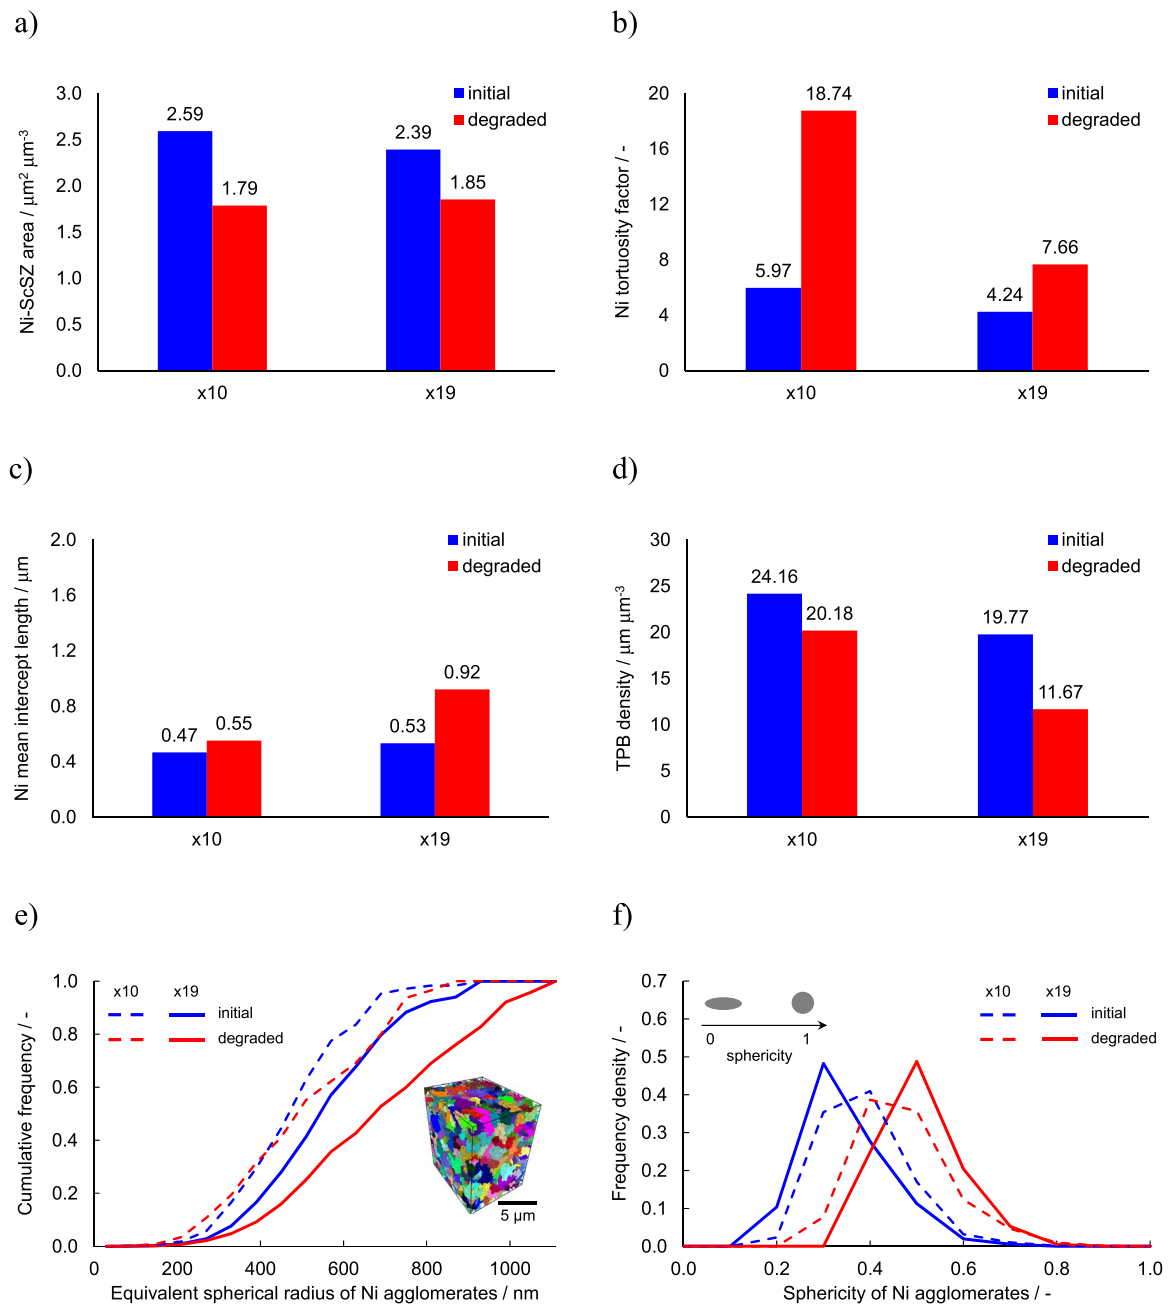 a)
Ni-ScSZ area / μm² μm⁻³
3.0
2.5
2.0
1.5
1.0
0.5
0.0
initial
degraded
2.59
1.79
2.39
1.85
x10
x19
b)
Ni tortuosity factor / -
20
16
12
8
4
0
initial
degraded
5.97
18.74
4.24
7.66
x10
x19
c)
Ni mean intercept length / μm
2.0
1.6
1.2
0.8
0.4
0.0
initial
degraded
0.47
0.55
0.53
0.92
x10
x19
d)
TPB density / μm μm⁻³
30
25
20
15
10
5
0
initial
degraded
24.16
20.18
19.77
11.67
x10
x19
e)
Cumulative frequency / -
1.0
0.8
0.6
0.4
0.2
0.0
x10 x19
initial
degraded
5 μm
0 200 400 600 800 1000
Equivalent spherical radius of Ni agglomerates / nm
f)
Frequency density / -
0.7
0.6
0.5
0.4
0.3
0.2
0.1
0.0
0 1
sphericity
x10 x19
initial
degraded
0.0 0.2 0.4 0.6 0.8 1.0
Sphericity of Ni agglomerates / -